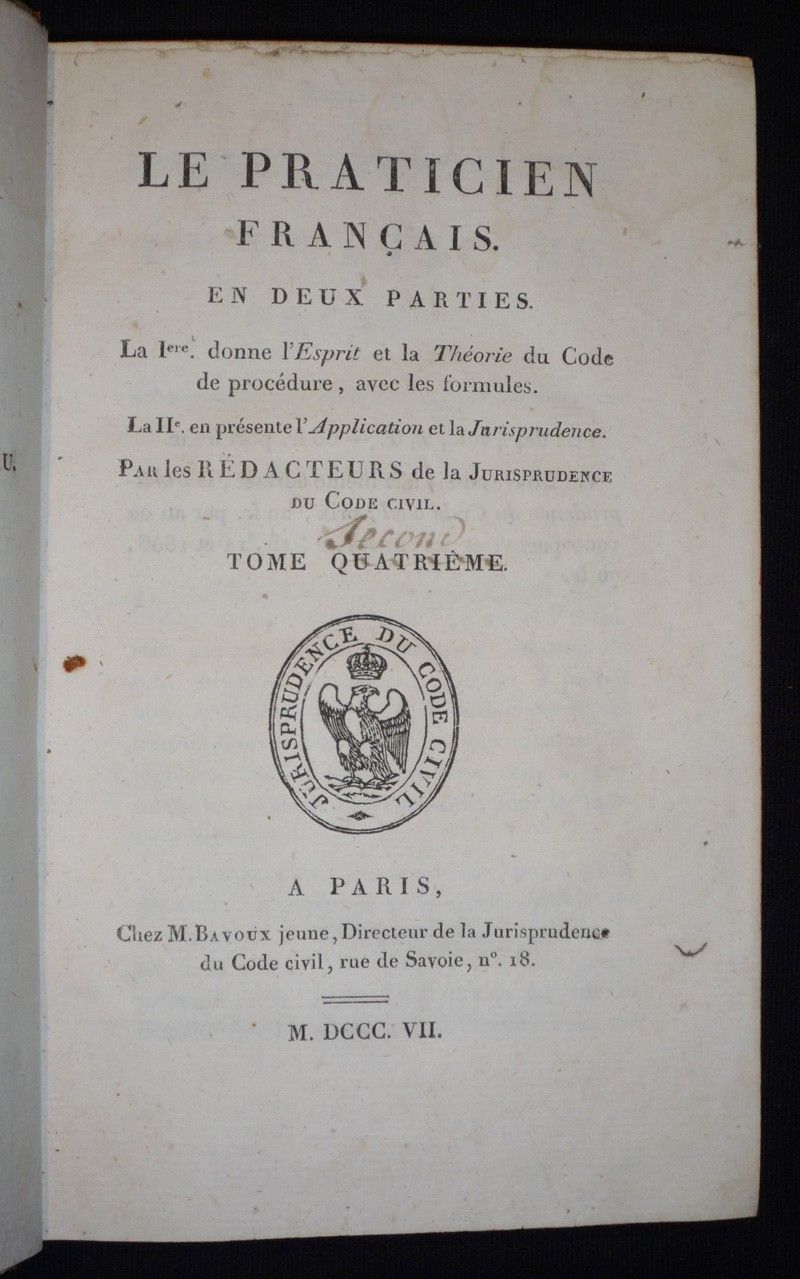 LE PRATICIEN
FRANÇAIS.
EN DEUX PARTIES.
La Iere. donne l'Esprit et la Théorie du Code
de procédure, avec les formules.
La IIe. en présente l'Application et la Jurisprudence.
PAR les RÉDACTEURS de la JURISPRUDENCE
DU CODE CIVIL.
Second
TOME QUATRIÈME.
JURISPRUDENCE DU CODE CIVIL
A PARIS,
Chez M. BAVOUX jeune, Directeur de la Jurisprudence
du Code civil, rue de Savoie, n°. 18.
M. DCCC. VII.
U.